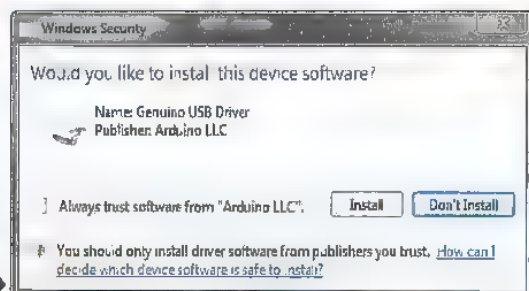 Windows Security
Would you like to install this device software?
Name: Genuino USB Driver
Publisher: Arduino LLC
Always trust software from "Arduino LLC".
Install
Don't Install
You should only install driver software from publishers you trust. How can I
decide which device software is safe to install?